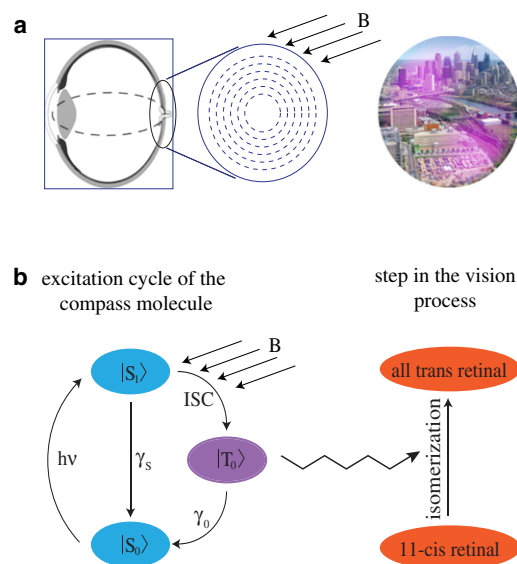 a
B
b
excitation cycle of the
compass molecule
step in the vision
process
B
|S₁⟩
ISC
all trans retinal
hν
γₛ
|T₀⟩
isomerization
γ₀
|S₀⟩
11-cis retinal